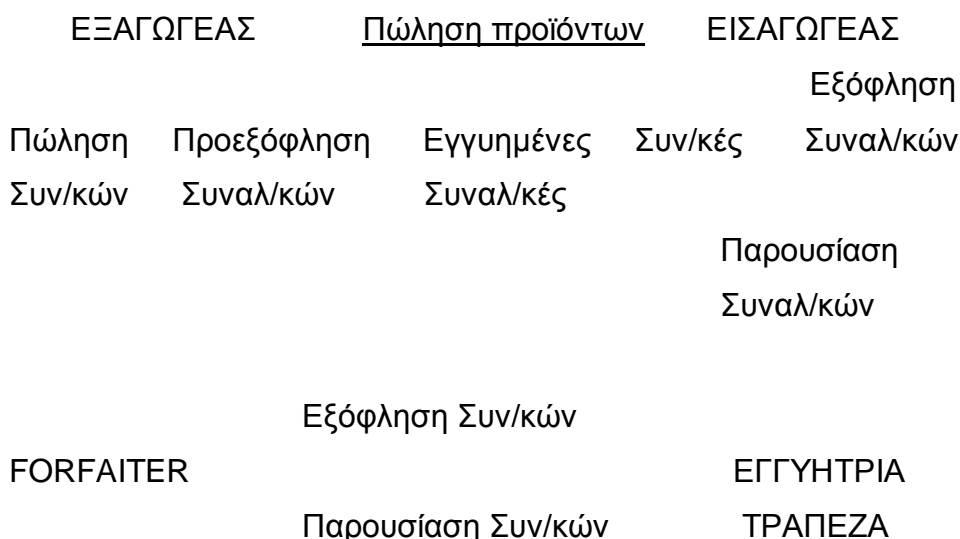 ΕΞΑΓΩΓΕΑΣ Πώληση προϊόντων ΕΙΣΑΓΩΓΕΑΣ
Εξόφληση
Πώληση Προεξόφληση Εγγυημένες Συν/κές Συναλ/κών
Συν/κών Συναλ/κών Συναλ/κές
Παρουσίαση
Συναλ/κών
Εξόφληση Συν/κών
FORFAITER ΕΓΓΥΗΤΡΙΑ
Παρουσίαση Συν/κών ΤΡΑΠΕΖΑ